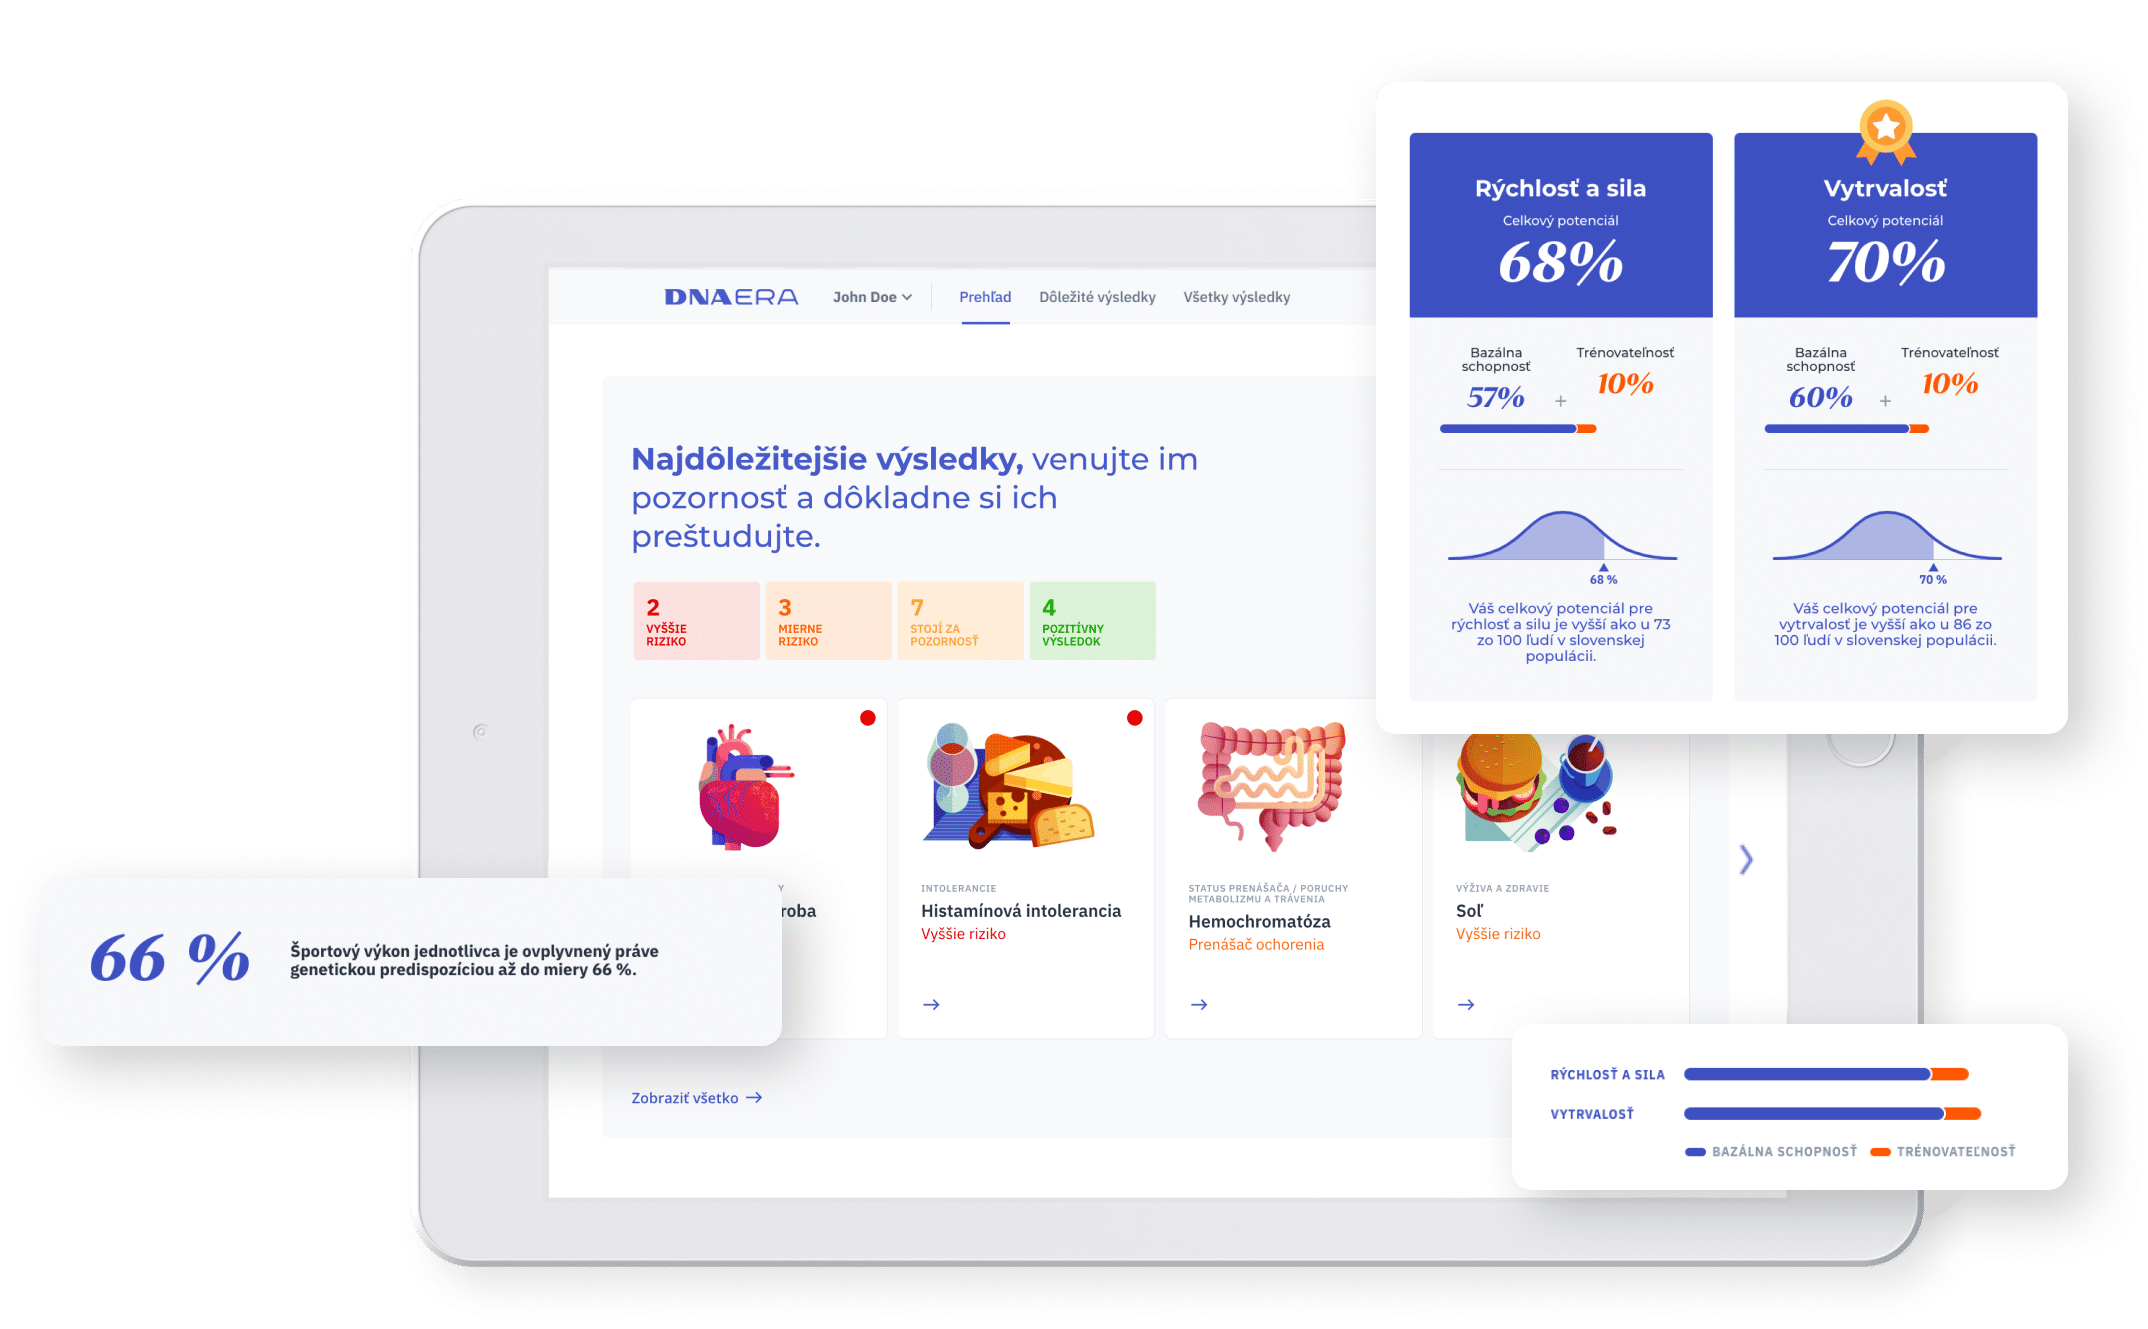 DNAERA
John Doe
Prehľad
Dôležité výsledky
Všetky výsledky
Najdôležitejšie výsledky, venujte im
pozornosť a dôkladne si ich
preštudujte.
2
VYŠŠIE
RIZIKO
3
MIERNE
RIZIKO
7
STOJÍ ZA
POZORNOSŤ
4
POZITÍVNY
VÝSLEDOK
INTOLERANCIE
Histamínová intolerancia
Vyššie riziko
STATUS PRENÁŠAČA / PORUCHY
METABOLIZMU A TRÁVENIA
Hemochromatóza
Prenášač ochorenia
VÝŽIVA A ZDRAVIE
Soľ
Vyššie riziko
Zobraziť všetko
66 %
Športový výkon jednotlivca je ovplyvnený práve
genetickou predispozíciou až do miery 66 %.
Rýchlosť a sila
Celkový potenciál
68%
Bazálna
schopnosť
57%
+
Trénovateľnosť
10%
68 %
Váš celkový potenciál pre
rýchlosť a silu je vyšší ako u 73
zo 100 ľudí v slovenskej
populácii.
Vytrvalosť
Celkový potenciál
70%
Bazálna
schopnosť
60%
+
Trénovateľnosť
10%
70 %
Váš celkový potenciál pre
vytrvalosť je vyšší ako u 86 zo
100 ľudí v slovenskej populácii.
RÝCHLOSŤ A SILA
VYTRVALOSŤ
BAZÁLNA SCHOPNOSŤ
TRÉNOVATEĽNOSŤ